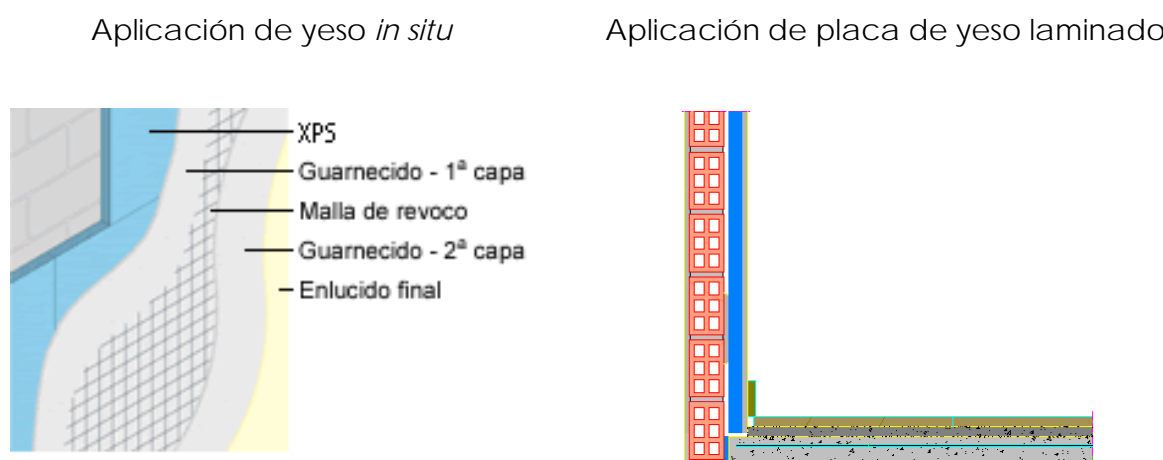 Aplicación de yeso in situ
Aplicación de placa de yeso laminado
XPS
Guarnecido - 1ª capa
Malla de revoco
Guarnecido - 2ª capa
Enlucido final